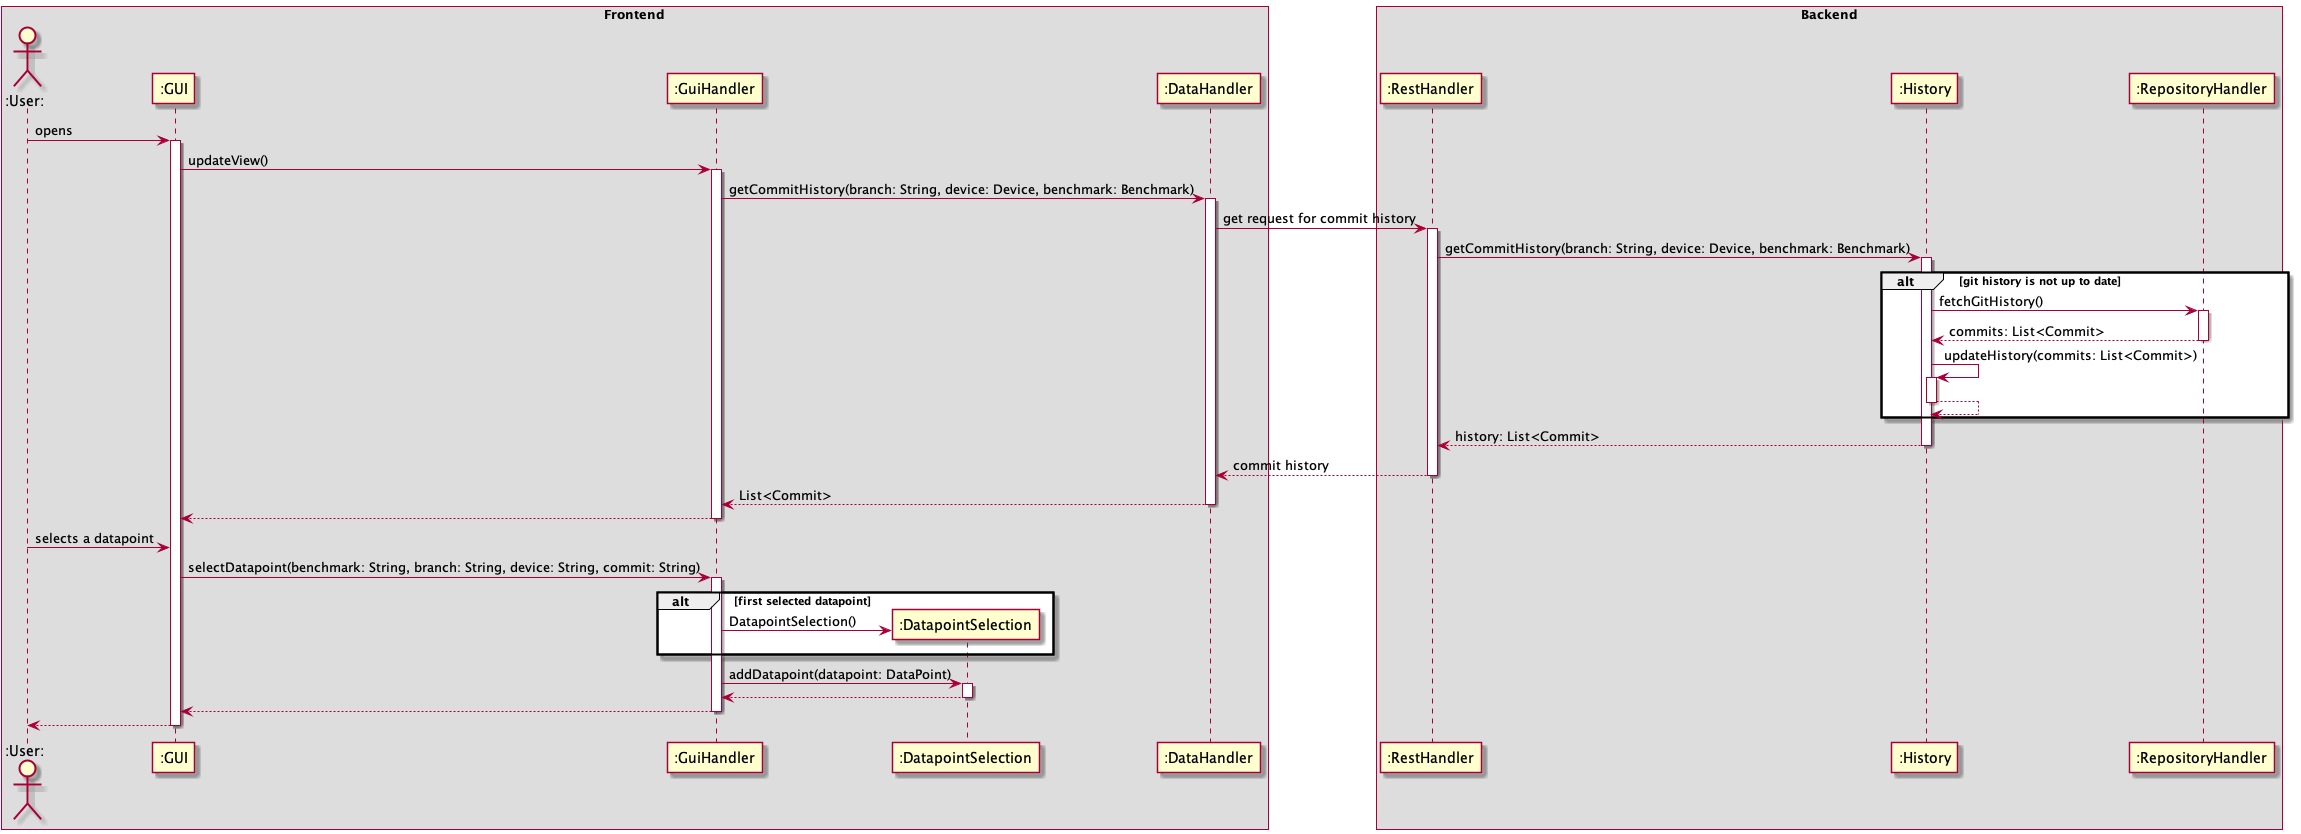 Frontend
Backend
:User:
:GUI
:GuiHandler
:DataHandler
:RestHandler
:History
:RepositoryHandler
opens
updateView()
getCommitHistory(branch: String, device: Device, benchmark: Benchmark)
get request for commit history
getCommitHistory(branch: String, device: Device, benchmark: Benchmark)
alt
[git history is not up to date]
fetchGitHistory()
commits: List<Commit>
updateHistory(commits: List<Commit>)
history: List<Commit>
commit history
List<Commit>
selects a datapoint
selectDatapoint(benchmark: String, branch: String, device: String, commit: String)
alt
[first selected datapoint]
DatapointSelection()
:DatapointSelection
addDatapoint(datapoint: DataPoint)
:User:
:GUI
:GuiHandler
:DatapointSelection
:DataHandler
:RestHandler
:History
:RepositoryHandler